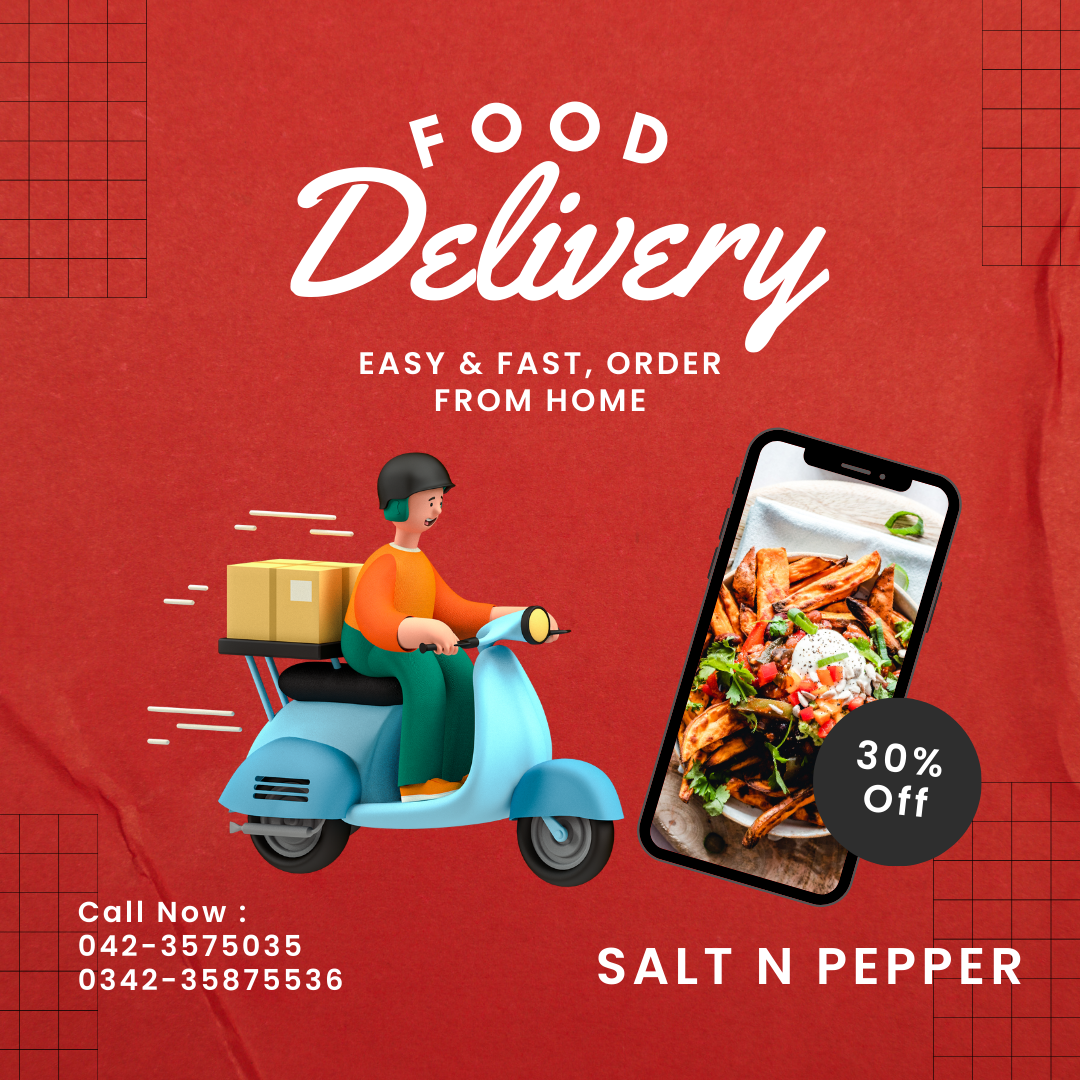 FOOD
Delivery
EASY & FAST, ORDER
FROM HOME
30%
Off
Call Now :
042-3575035
0342-35875536
SALT N PEPPER